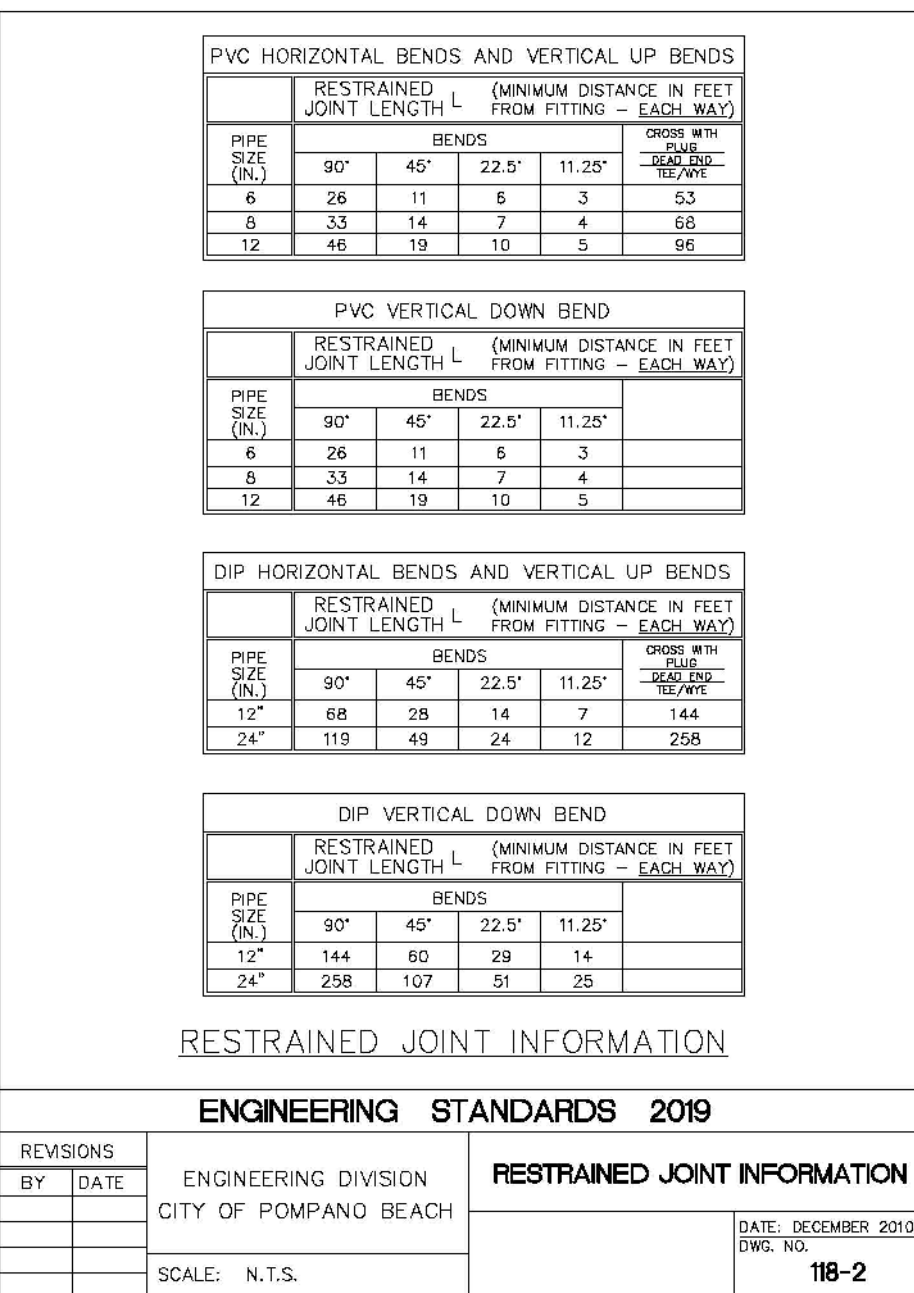 PVC HORIZONTAL BENDS AND VERTICAL UP BENDS
RESTRAINED JOINT LENGTH L (MINIMUM DISTANCE IN FEET FROM FITTING – EACH WAY)
PIPE SIZE (IN.) BENDS CROSS WITH PLUG DEAD END TEE/WYE
90° 45° 22.5° 11.25°
6 26 11 6 3 53
8 33 14 7 4 68
12 46 19 10 5 96
PVC VERTICAL DOWN BEND
RESTRAINED JOINT LENGTH L (MINIMUM DISTANCE IN FEET FROM FITTING – EACH WAY)
PIPE SIZE (IN.) BENDS
90° 45° 22.5° 11.25°
6 26 11 6 3
8 33 14 7 4
12 46 19 10 5
DIP HORIZONTAL BENDS AND VERTICAL UP BENDS
RESTRAINED JOINT LENGTH L (MINIMUM DISTANCE IN FEET FROM FITTING – EACH WAY)
PIPE SIZE (IN.) BENDS CROSS WITH PLUG DEAD END TEE/WYE
90° 45° 22.5° 11.25°
12" 68 28 14 7 144
24" 119 49 24 12 258
DIP VERTICAL DOWN BEND
RESTRAINED JOINT LENGTH L (MINIMUM DISTANCE IN FEET FROM FITTING – EACH WAY)
PIPE SIZE (IN.) BENDS
90° 45° 22.5° 11.25°
12" 144 60 29 14
24" 258 107 51 25
RESTRAINED JOINT INFORMATION
ENGINEERING STANDARDS 2019
REVISIONS
BY DATE
ENGINEERING DIVISION
CITY OF POMPANO BEACH
SCALE: N.T.S.
RESTRAINED JOINT INFORMATION
DATE: DECEMBER 2010
DWG. NO.
118-2